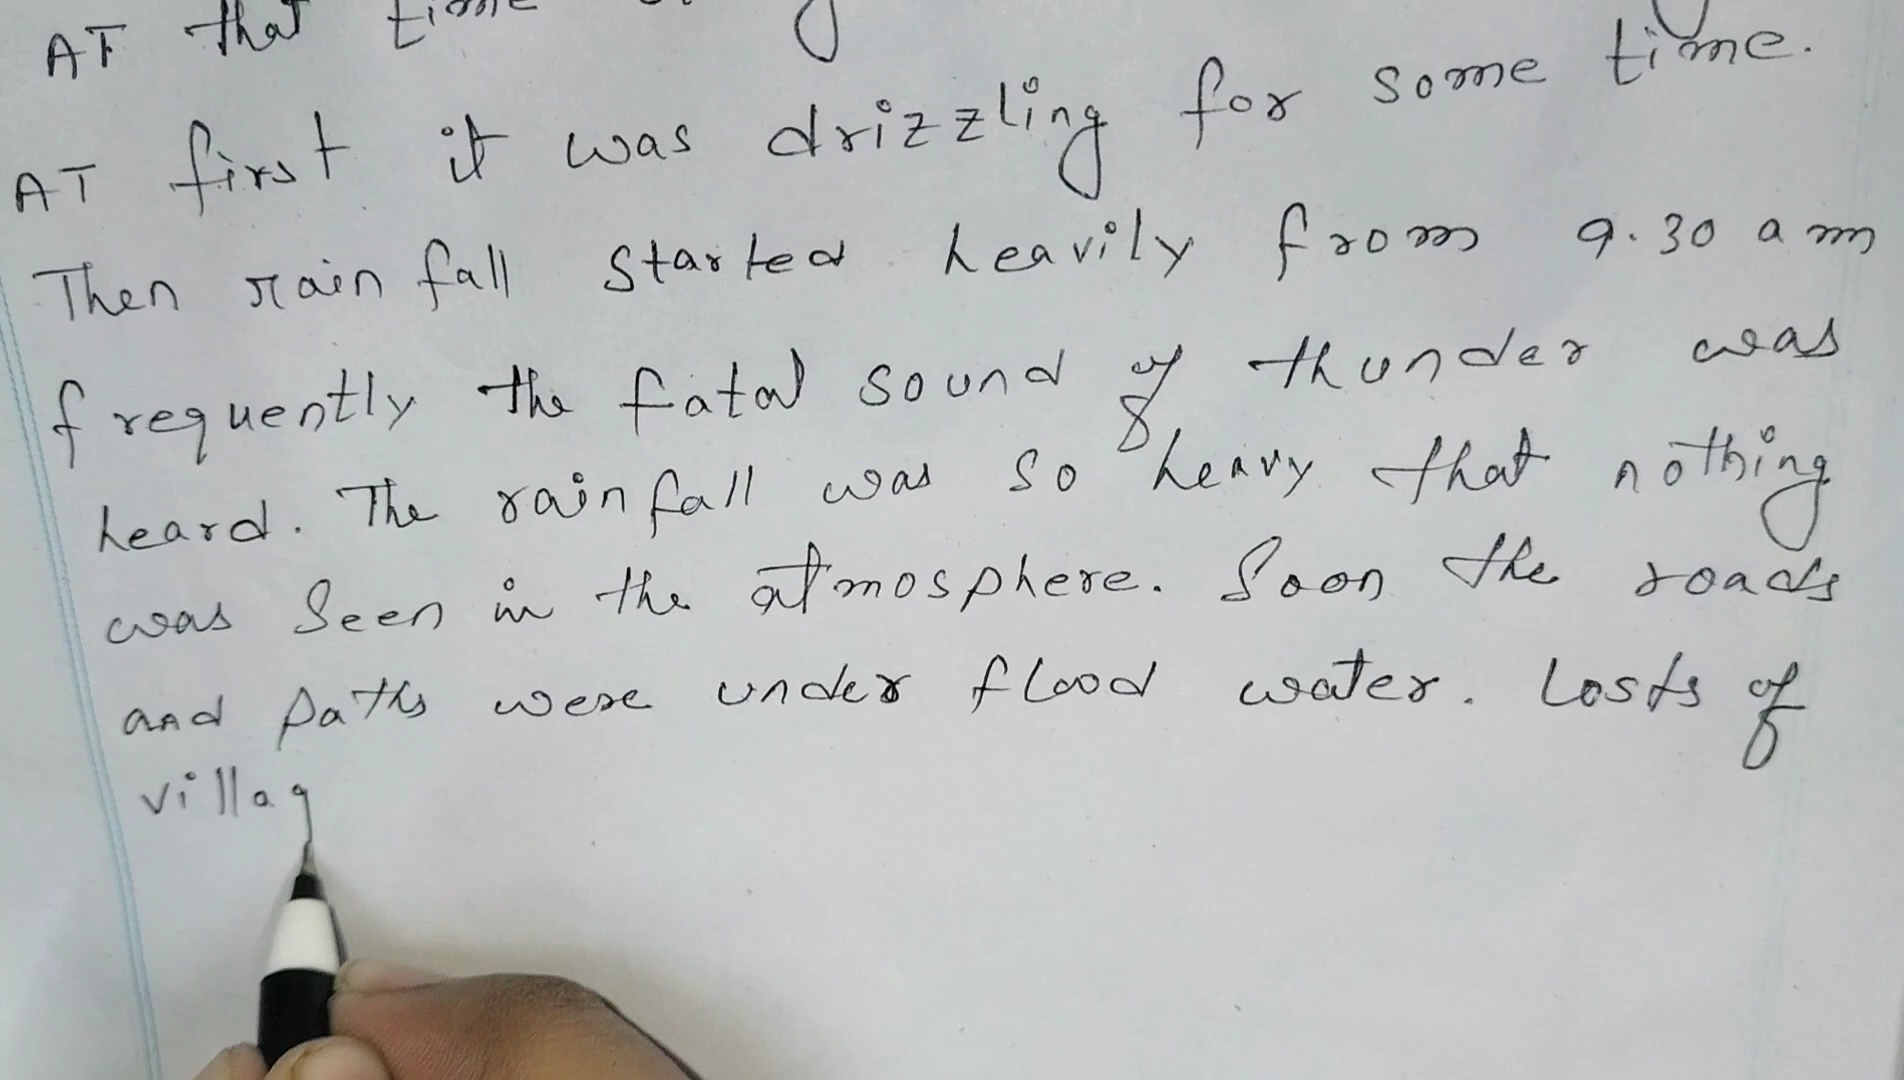 AT that time
AT first it was drizzling for some time.
Then rain fall started heavily from 9.30 am
frequently the fatal sound of thunder was
heard. The rainfall was so heavy that nothing
was seen in the atmosphere. Soon the roads
and paths were under flood water. Losts of
villag